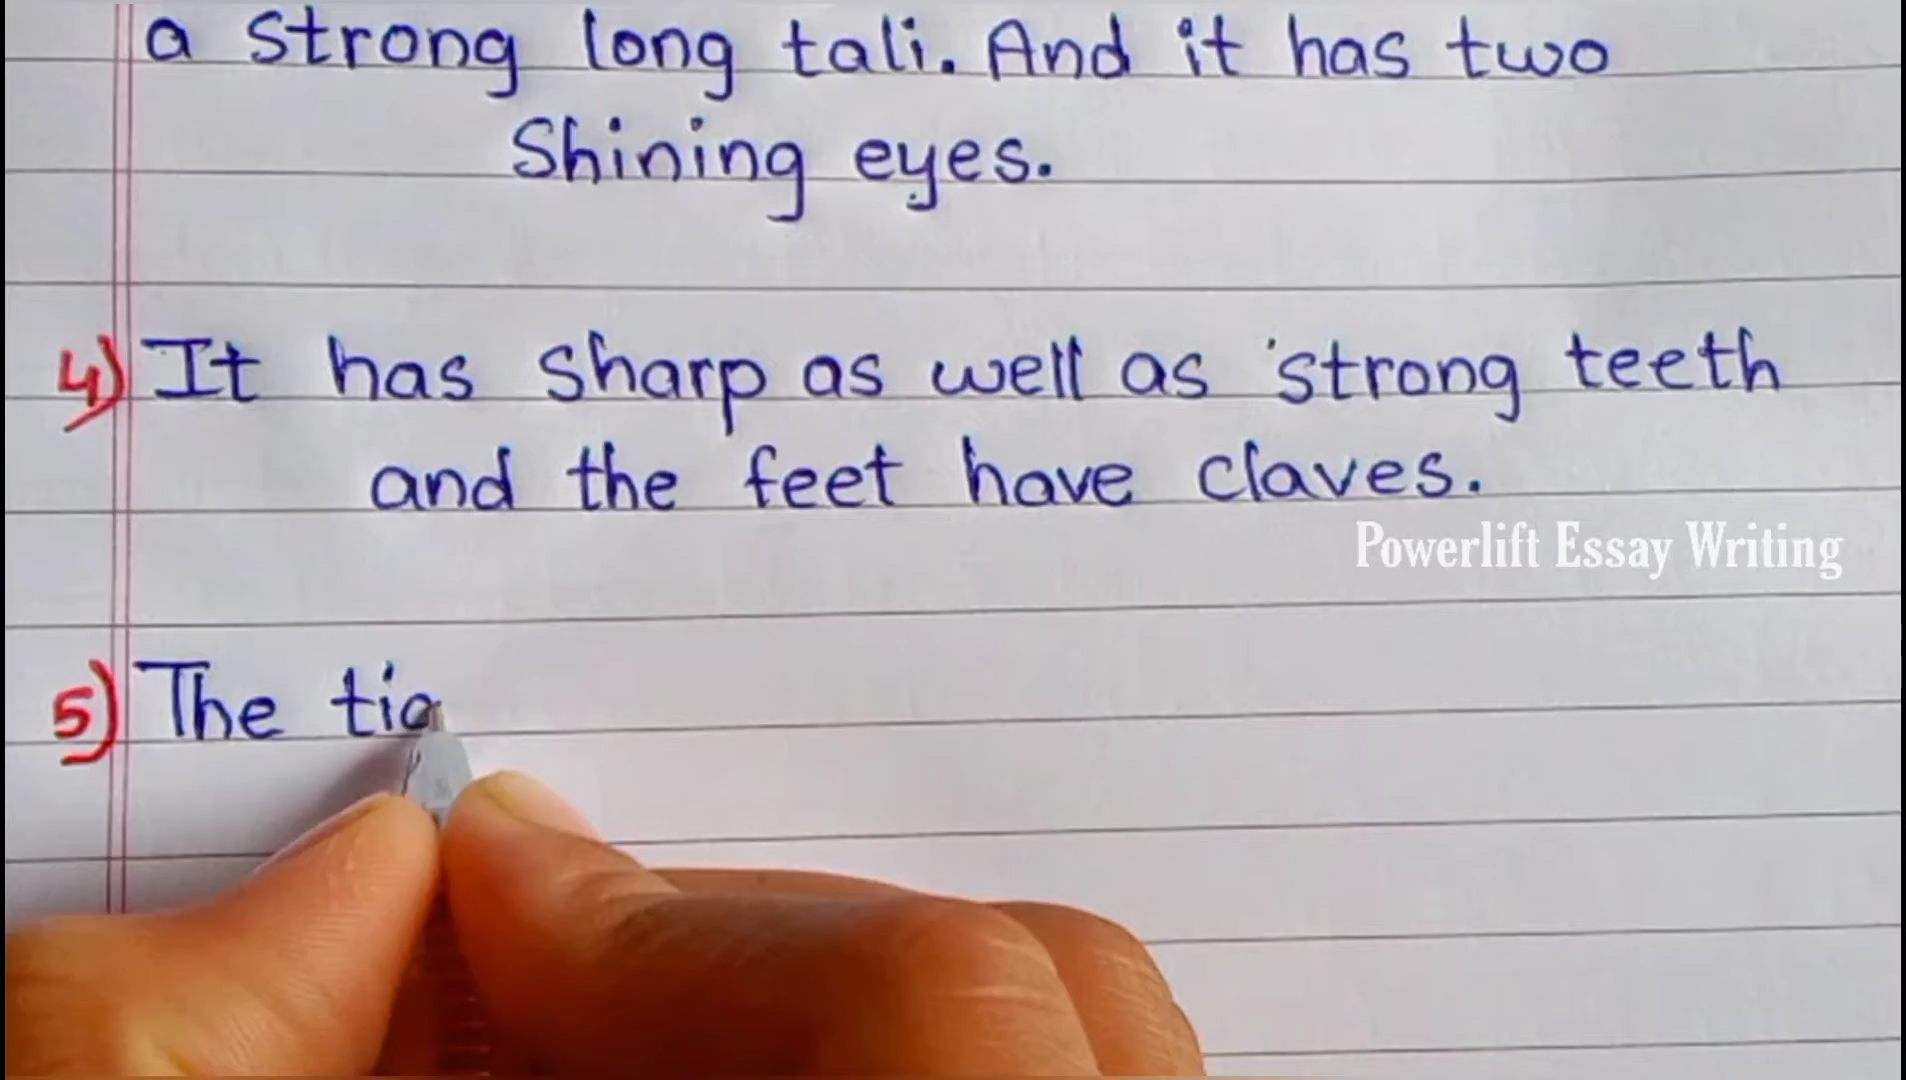 a strong long tali. And it has two
Shining eyes.
4) It has sharp as well as strong teeth
and the feet have claves.
Powerlift Essay Writing
5) The tig